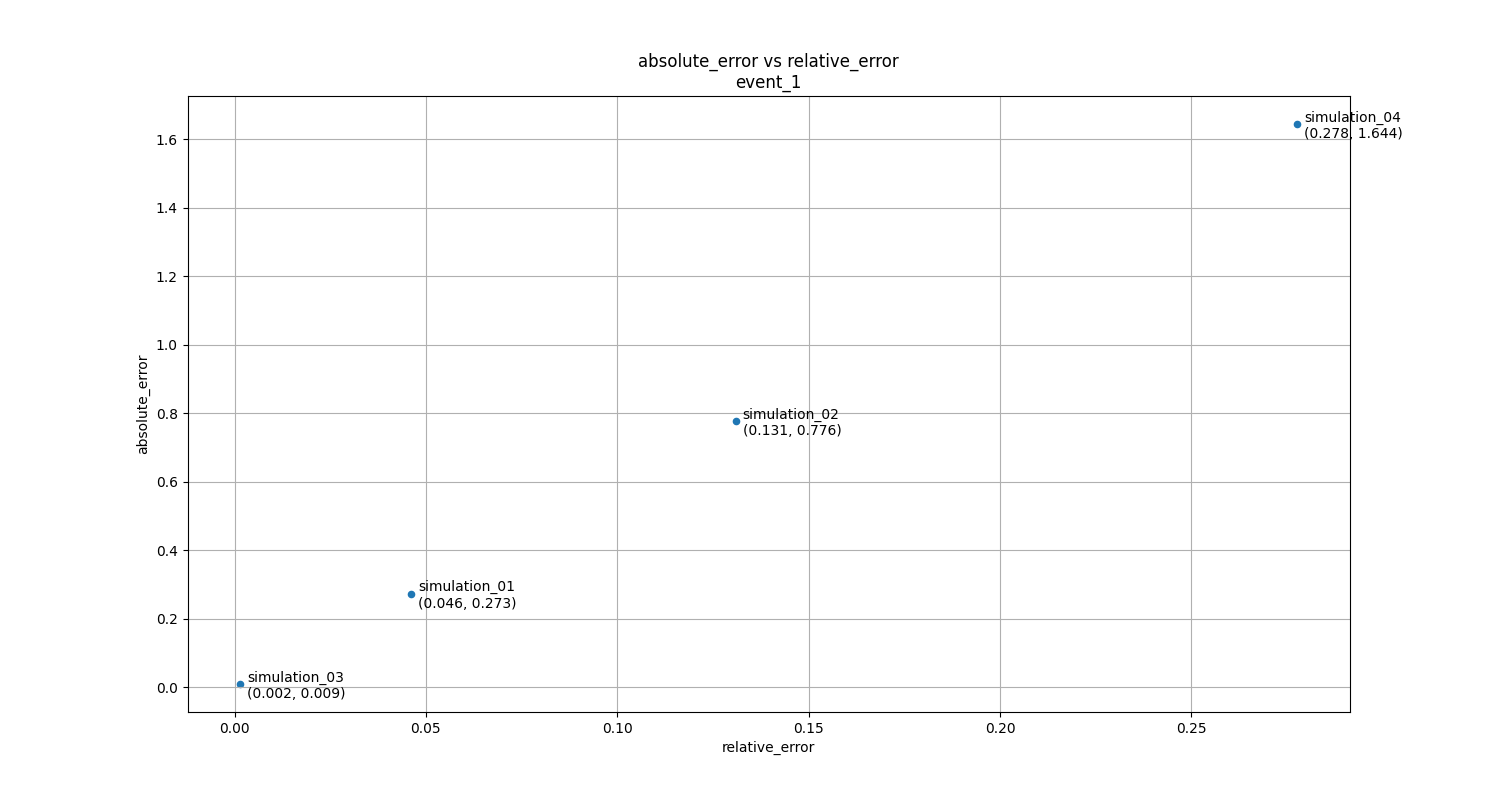 absolute_error vs relative_error
event_1
absolute_error
1.6
1.4
1.2
1.0
0.8
0.6
0.4
0.2
0.0
simulation_04
(0.278, 1.644)
simulation_02
(0.131, 0.776)
simulation_01
(0.046, 0.273)
simulation_03
(0.002, 0.009)
0.00 0.05 0.10 0.15 0.20 0.25
relative_error